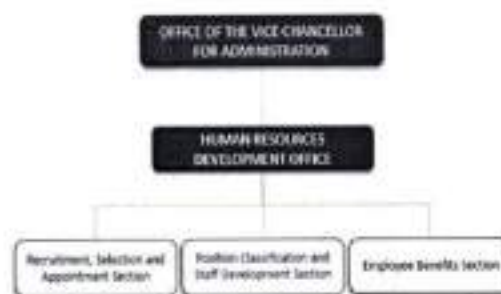 OFFICE OF THE VICE CHANCELLOR
FOR ADMINISTRATION
HUMAN RESOURCES
DEVELOPMENT OFFICE
Recruitment, Selection and
Appointment Section
Position Classification and
Staff Development Section
Employee Benefits Section